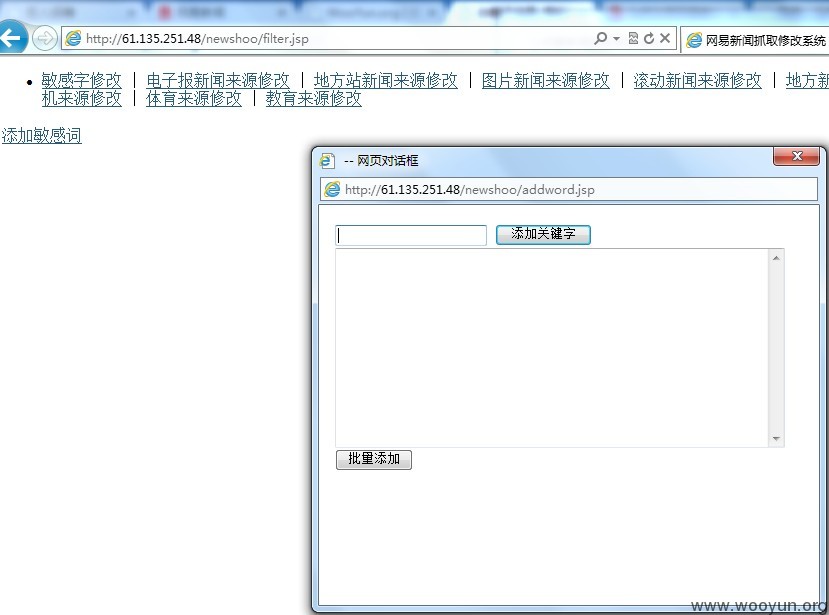 http://61.135.251.48/newshoo/filter.jsp
网易新闻抓取修改系统
敏感字修改 | 电子报新闻来源修改 | 地方站新闻来源修改 | 图片新闻来源修改 | 滚动新闻来源修改 | 地方新
机来源修改 | 体育来源修改 | 教育来源修改
添加敏感词
-- 网页对话框
http://61.135.251.48/newshoo/addword.jsp
添加关键字
批量添加
www.wooyun.org